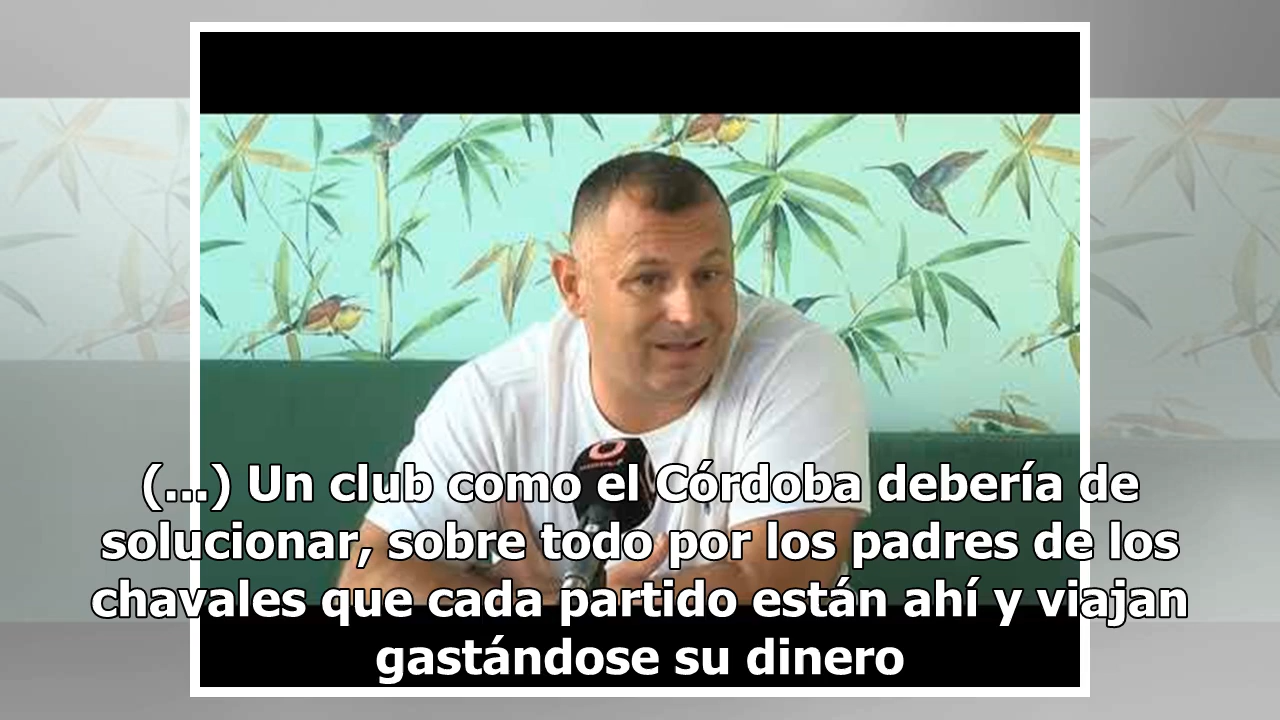 (...) Un club como el Córdoba debería de
solucionar, sobre todo por los padres de los
chavales que cada partido están ahí y viajan
gastándose su dinero